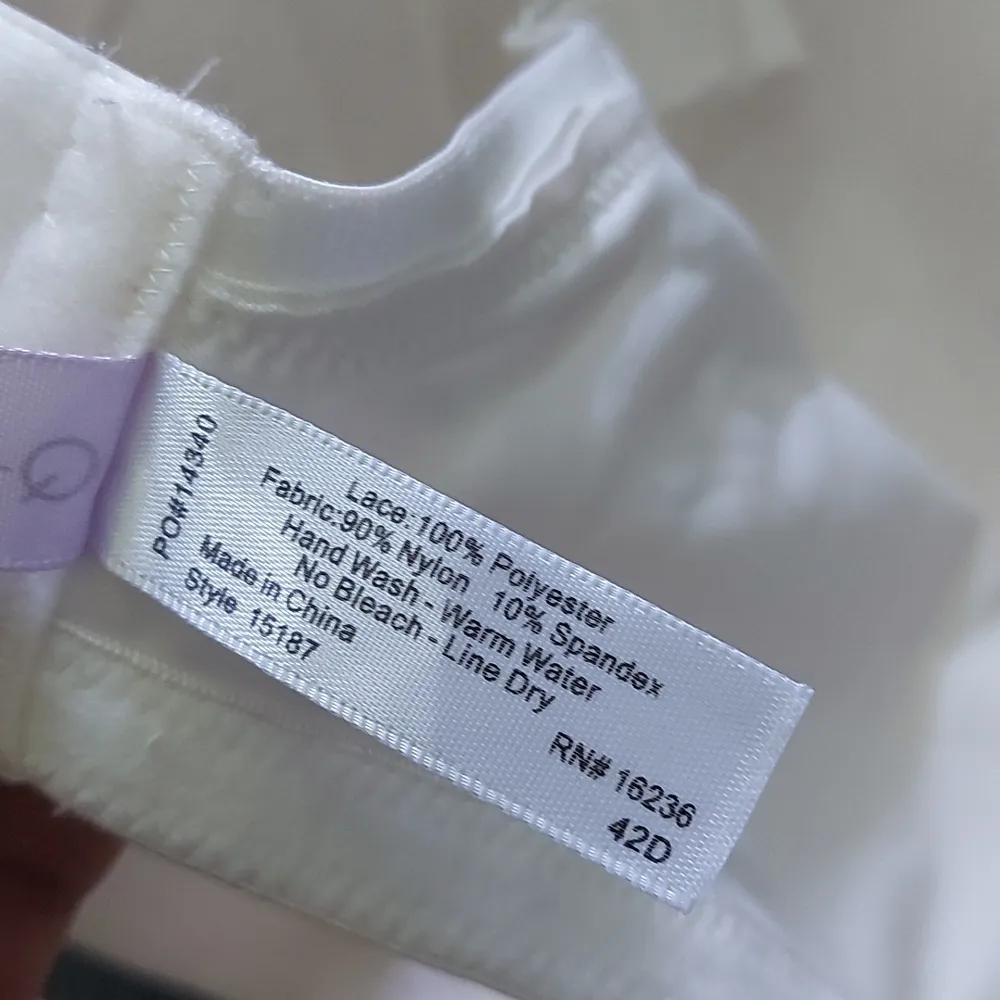 Q
PO#14340
Lace:100% Polyester
Fabric:90% Nylon 10% Spandex
Hand Wash - Warm Water
No Bleach - Line Dry
Made in China
Style 15187
RN# 16236
42D